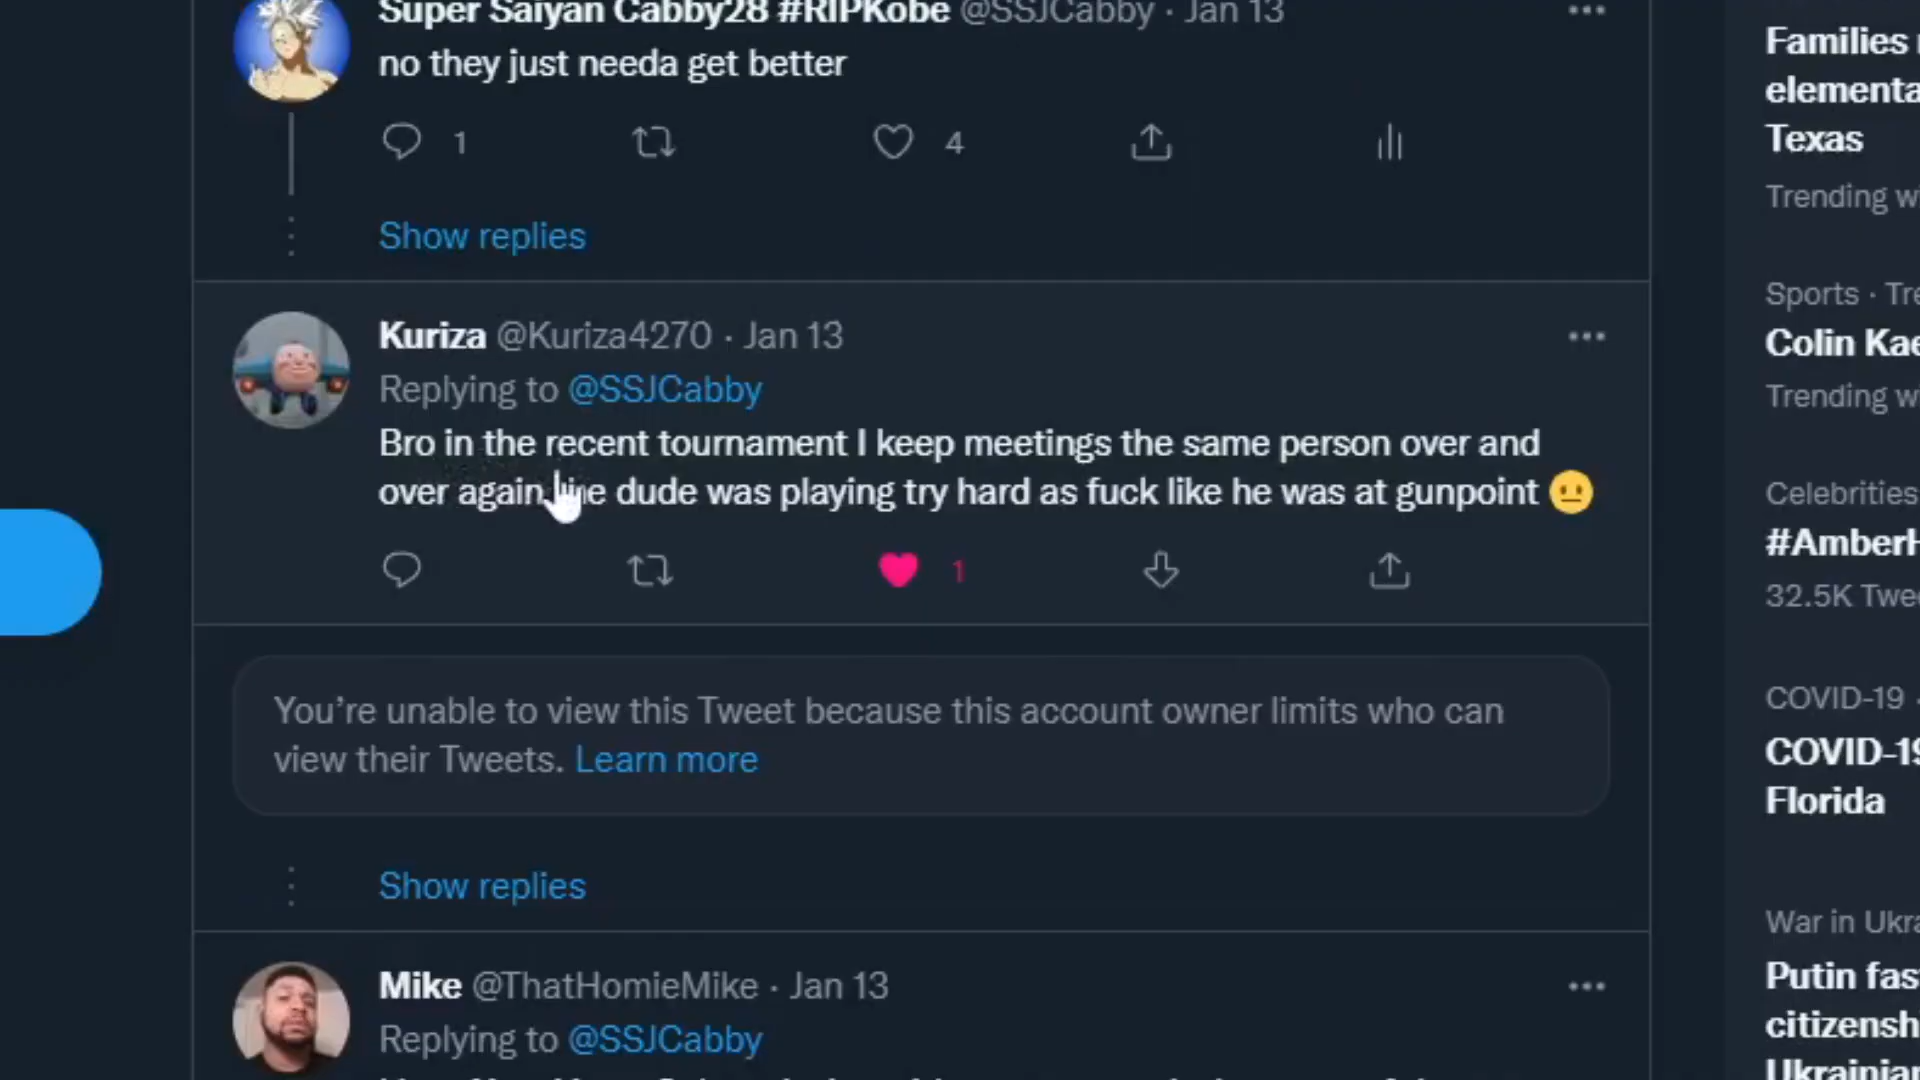 Super Saiyan Cabby28 #RIPKobe @SSJCabby · Jan 13
no they just needa get better
1
4
Show replies
Kuriza @Kuriza4270 · Jan 13
Replying to @SSJCabby
Bro in the recent tournament I keep meetings the same person over and
over again, dude was playing try hard as fuck like he was at gunpoint 😐
1
You're unable to view this Tweet because this account owner limits who can
view their Tweets. Learn more
Show replies
Mike @ThatHomieMike · Jan 13
Replying to @SSJCabby
Families
elementa
Texas
Trending w
Sports · Tre
Colin Kae
Trending w
Celebrities
#AmberH
32.5K Twee
COVID-19 ·
COVID-19
Florida
War in Ukra
Putin fas
citizensh
Ukrainian